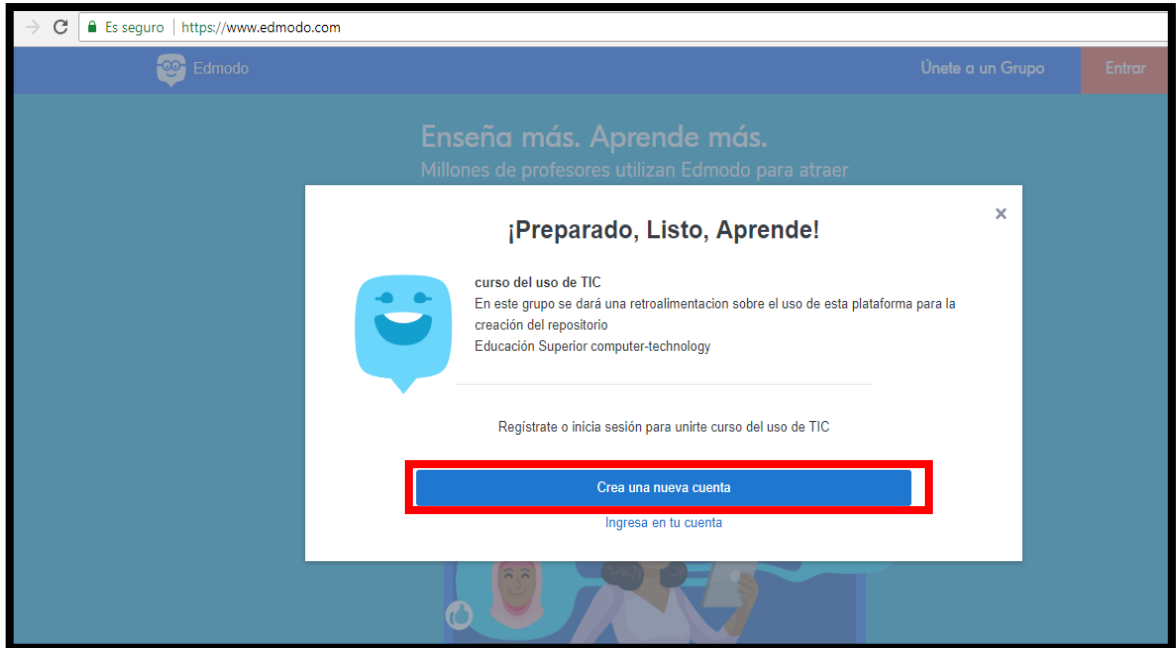 Es seguro | https://www.edmodo.com
Edmodo
Únete a un Grupo
Entrar
Enseña más. Aprende más.
Millones de profesores utilizan Edmodo para atraer
¡Preparado, Listo, Aprende!
×
curso del uso de TIC
En este grupo se dará una retroalimentacion sobre el uso de esta plataforma para la
creación del repositorio
Educación Superior computer-technology
Regístrate o inicia sesión para unirte curso del uso de TIC
Crea una nueva cuenta
Ingresa en tu cuenta